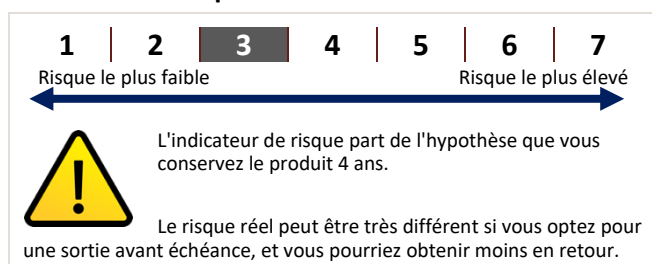 1 2 3 4 5 6 7
Risque le plus faible Risque le plus élevé
L'indicateur de risque part de l'hypothèse que vous
conservez le produit 4 ans.
Le risque réel peut être très différent si vous optez pour
une sortie avant échéance, et vous pourriez obtenir moins en retour.